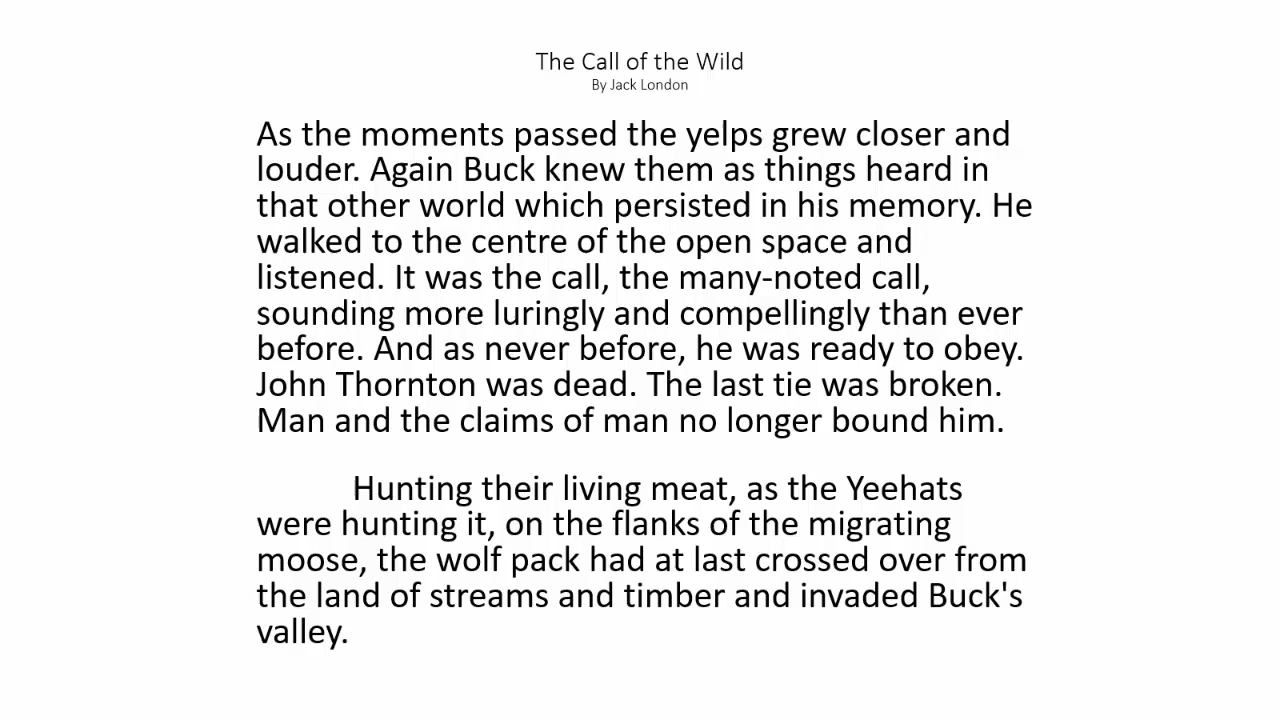 The Call of the Wild
By Jack London
As the moments passed the yelps grew closer and
louder. Again Buck knew them as things heard in
that other world which persisted in his memory. He
walked to the centre of the open space and
listened. It was the call, the many-noted call,
sounding more luringly and compellingly than ever
before. And as never before, he was ready to obey.
John Thornton was dead. The last tie was broken.
Man and the claims of man no longer bound him.
Hunting their living meat, as the Yeehats
were hunting it, on the flanks of the migrating
moose, the wolf pack had at last crossed over from
the land of streams and timber and invaded Buck's
valley.